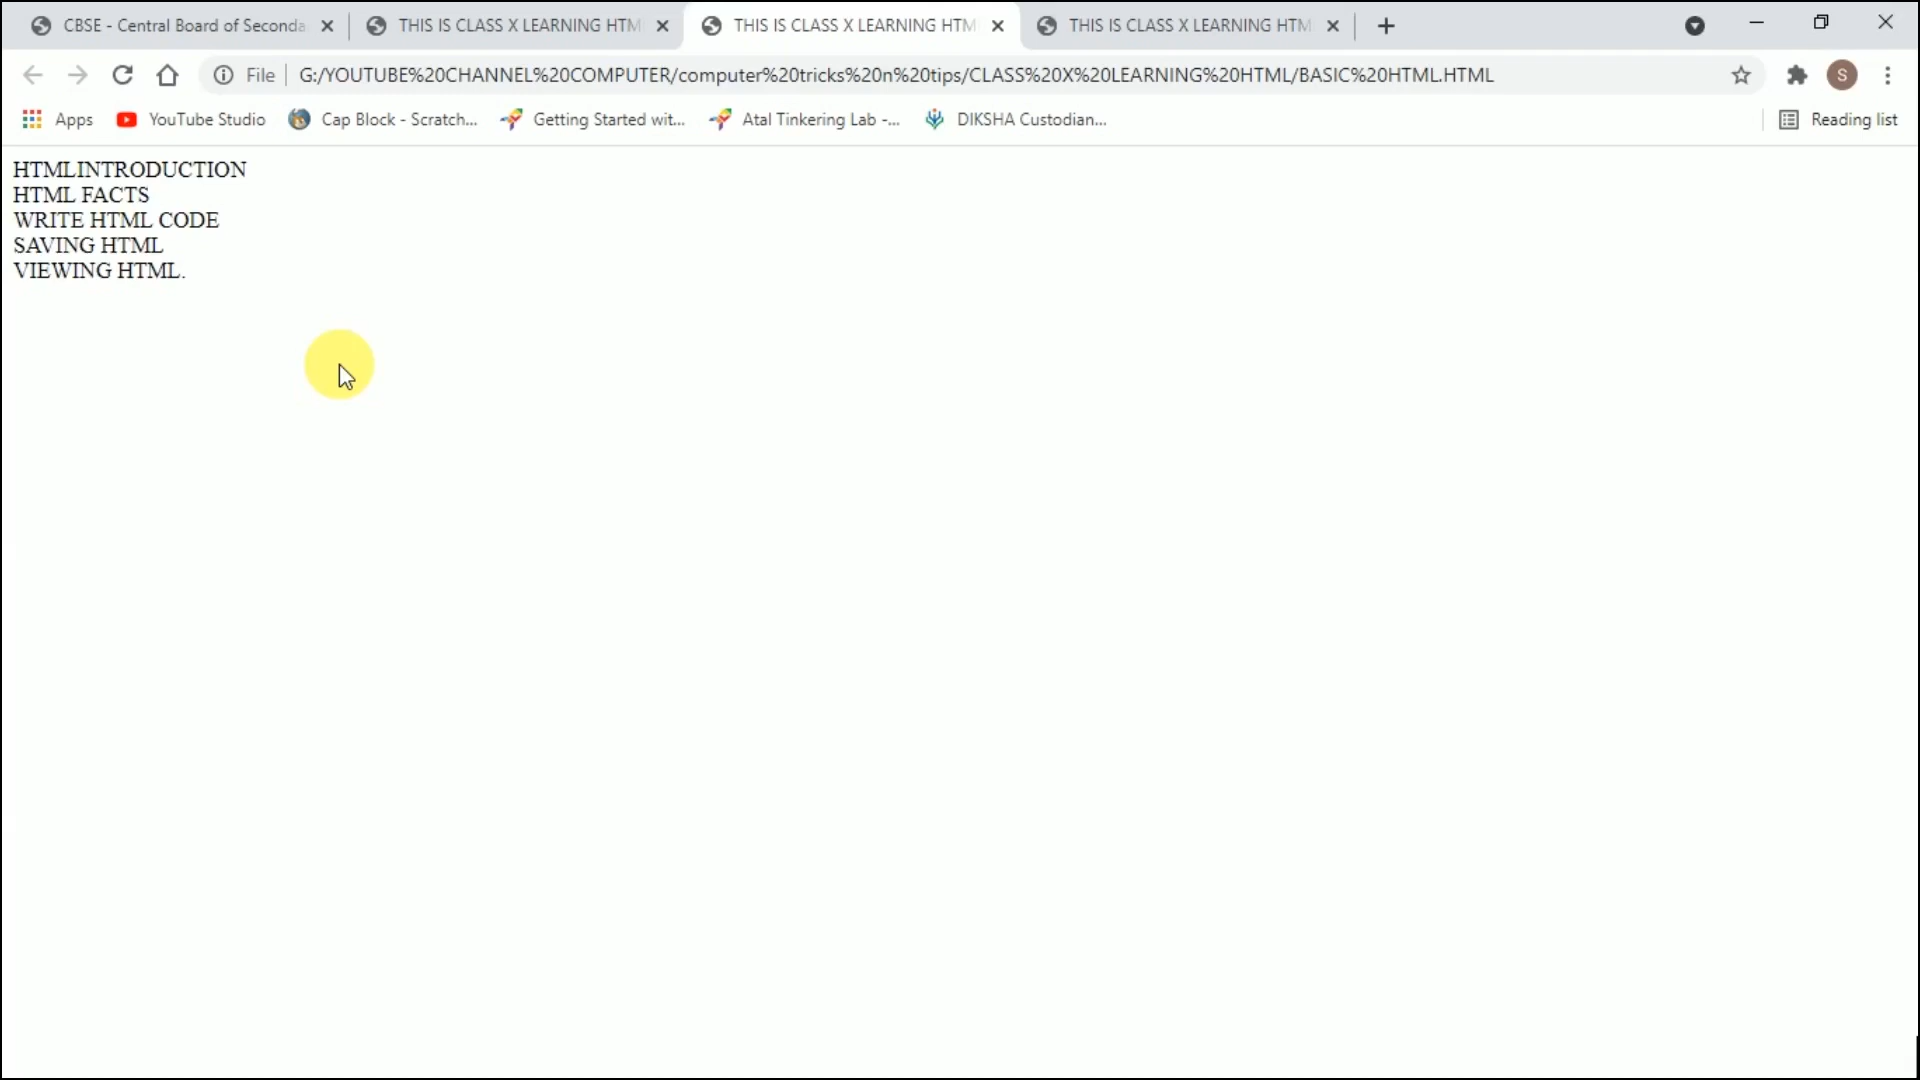 CBSE - Central Board of Seconda
THIS IS CLASS X LEARNING HTM
THIS IS CLASS X LEARNING HTM
THIS IS CLASS X LEARNING HTM
File G:/YOUTUBE%20CHANNEL%20COMPUTER/computer%20tricks%20n%20tips/CLASS%20X%20LEARNING%20HTML/BASIC%20HTML.HTML
S
Apps YouTube Studio Cap Block - Scratch... Getting Started wit... Atal Tinkering Lab -... DIKSHA Custodian... Reading list
HTMLINTRODUCTION
HTML FACTS
WRITE HTML CODE
SAVING HTML
VIEWING HTML.